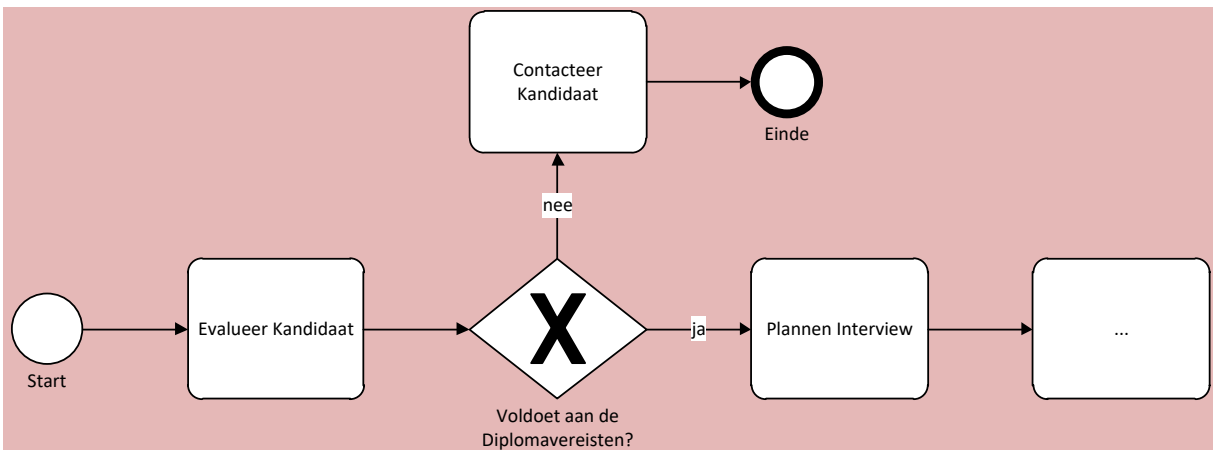 Contacteer
Kandidaat
Einde
nee
Start
Evalueer Kandidaat
X
Voldoet aan de
Diplomavereisten?
ja
Plannen Interview
...